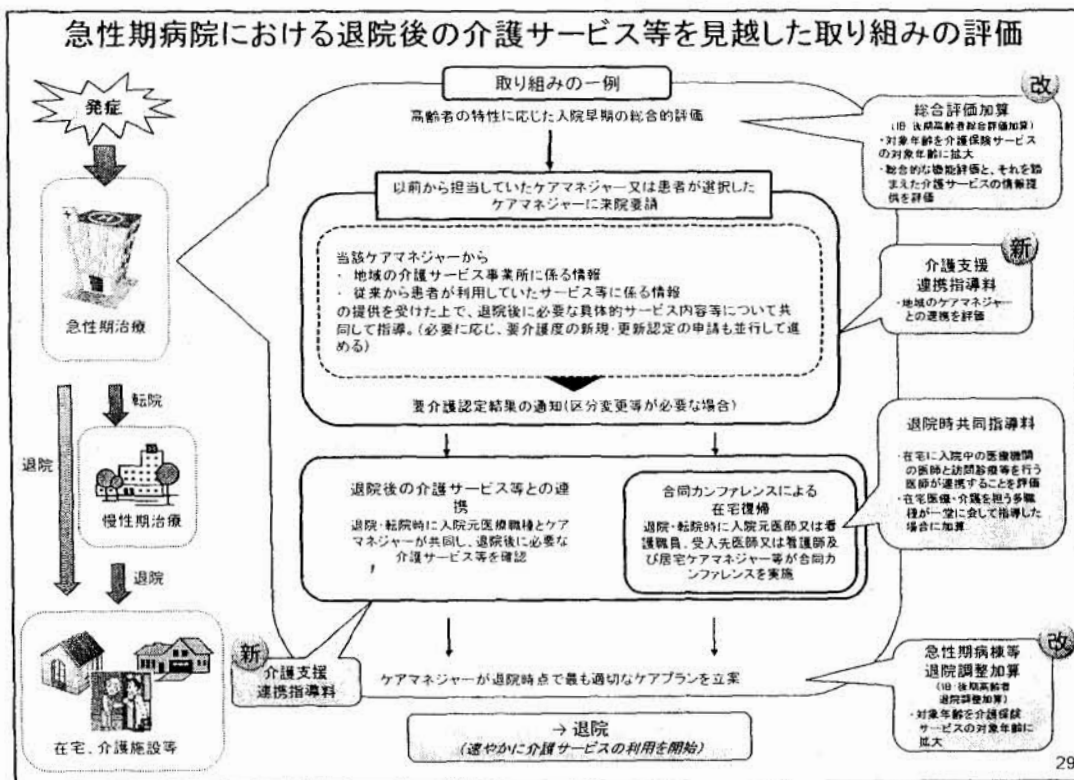 急性期病院における退院後の介護サービス等を見越した取り組みの評価
発症
急性期治療
転院
退院
慢性期治療
退院
在宅、介護施設等
取り組みの一例
高齢者の特性に応じた入院早期の総合的評価
以前から担当していたケアマネジャー又は患者が選択した
ケアマネジャーに来院要請
当該ケアマネジャーから
・ 地域の介護サービス事業所に係る情報
・ 従来から患者が利用していたサービス等に係る情報
の提供を受けた上で、退院後に必要な具体的サービス内容等について共
同して指導。(必要に応じ、要介護度の新規・更新認定の申請も並行して進
める)
要介護認定結果の通知(区分変更等が必要な場合)
退院後の介護サービス等との連
携
退院・転院時に入院元医療職種とケア
マネジャーが共同し、退院後に必要な
介護サービス等を確認
合同カンファレンスによる
在宅復帰
退院・転院時に入院元医師又は看
護職員、受入先医師又は看護師及
び居宅ケアマネジャー等が合同カン
ファレンスを実施
新
介護支援
連携指導料
ケアマネジャーが退院時点で最も適切なケアプランを立案
→ 退院
(速やかに介護サービスの利用を開始)
改
総合評価加算
(旧・後期高齢者総合評価加算)
・対象年齢を介護保険サービス
の対象年齢に拡大
・総合的な機能評価と、それを踏
まえた介護サービスの情報提
供を評価
新
介護支援
連携指導料
・地域のケアマネジャー
との連携を評価
退院時共同指導料
・在宅に入院中の医療機関
の医師と訪問診療等を行う
医師が連携することを評価
・在宅医療・介護を担う多職
種が一堂に会して指導した
場合に加算
改
急性期病棟等
退院調整加算
(旧・後期高齢者
退院調整加算)
・ 対象年齢を介護保険
サービスの対象年齢に
拡大
29